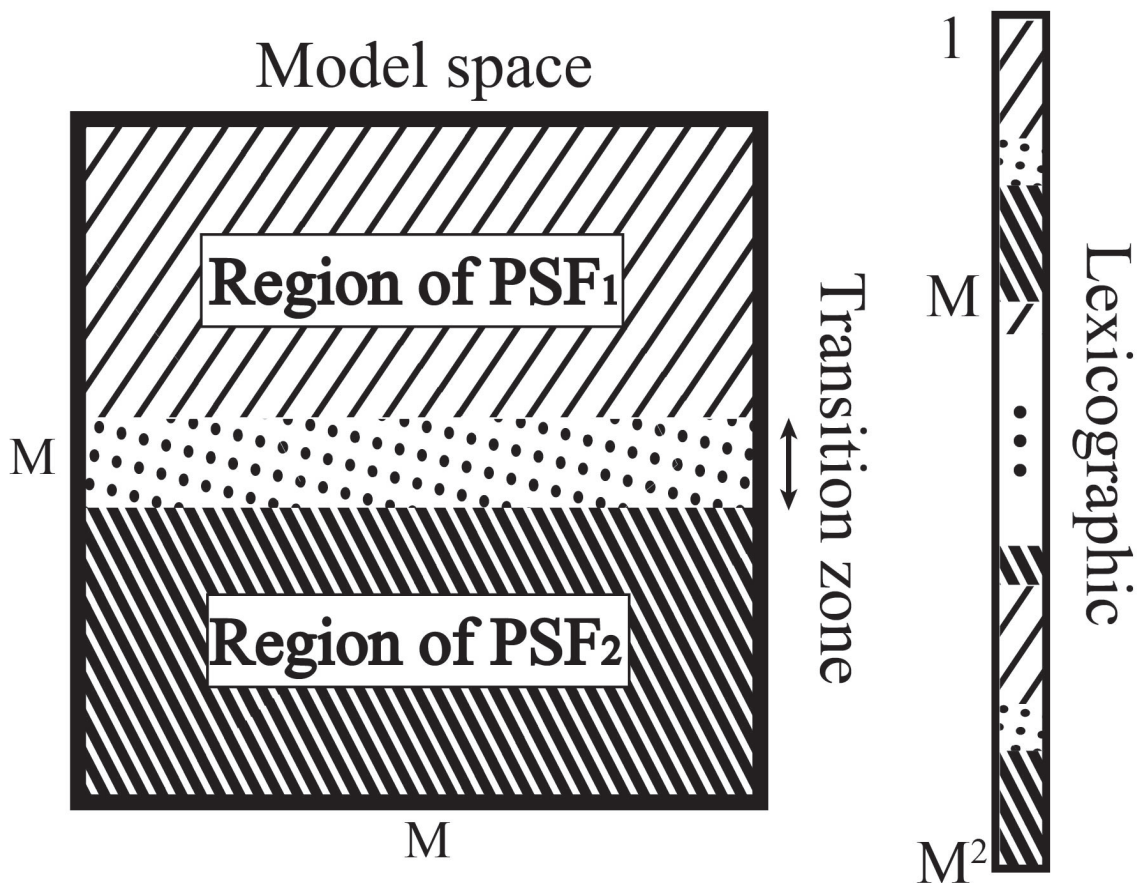 Model space
Region of PSF₁
Region of PSF₂
M
M
Transition zone
1
M
M²
Lexicographic